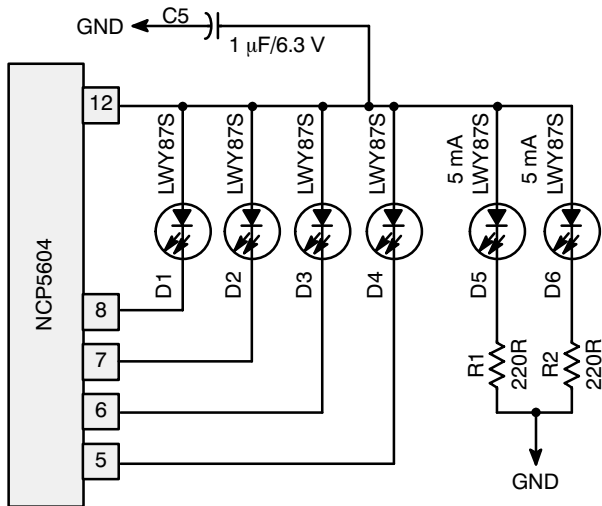 GND
C5
1 μF/6.3 V
12
LWY87S
LWY87S
LWY87S
LWY87S
5 mA
LWY87S
5 mA
LWY87S
NCP5604
D1
D2
D3
D4
D5
D6
8
7
6
5
R1
220R
R2
220R
GND